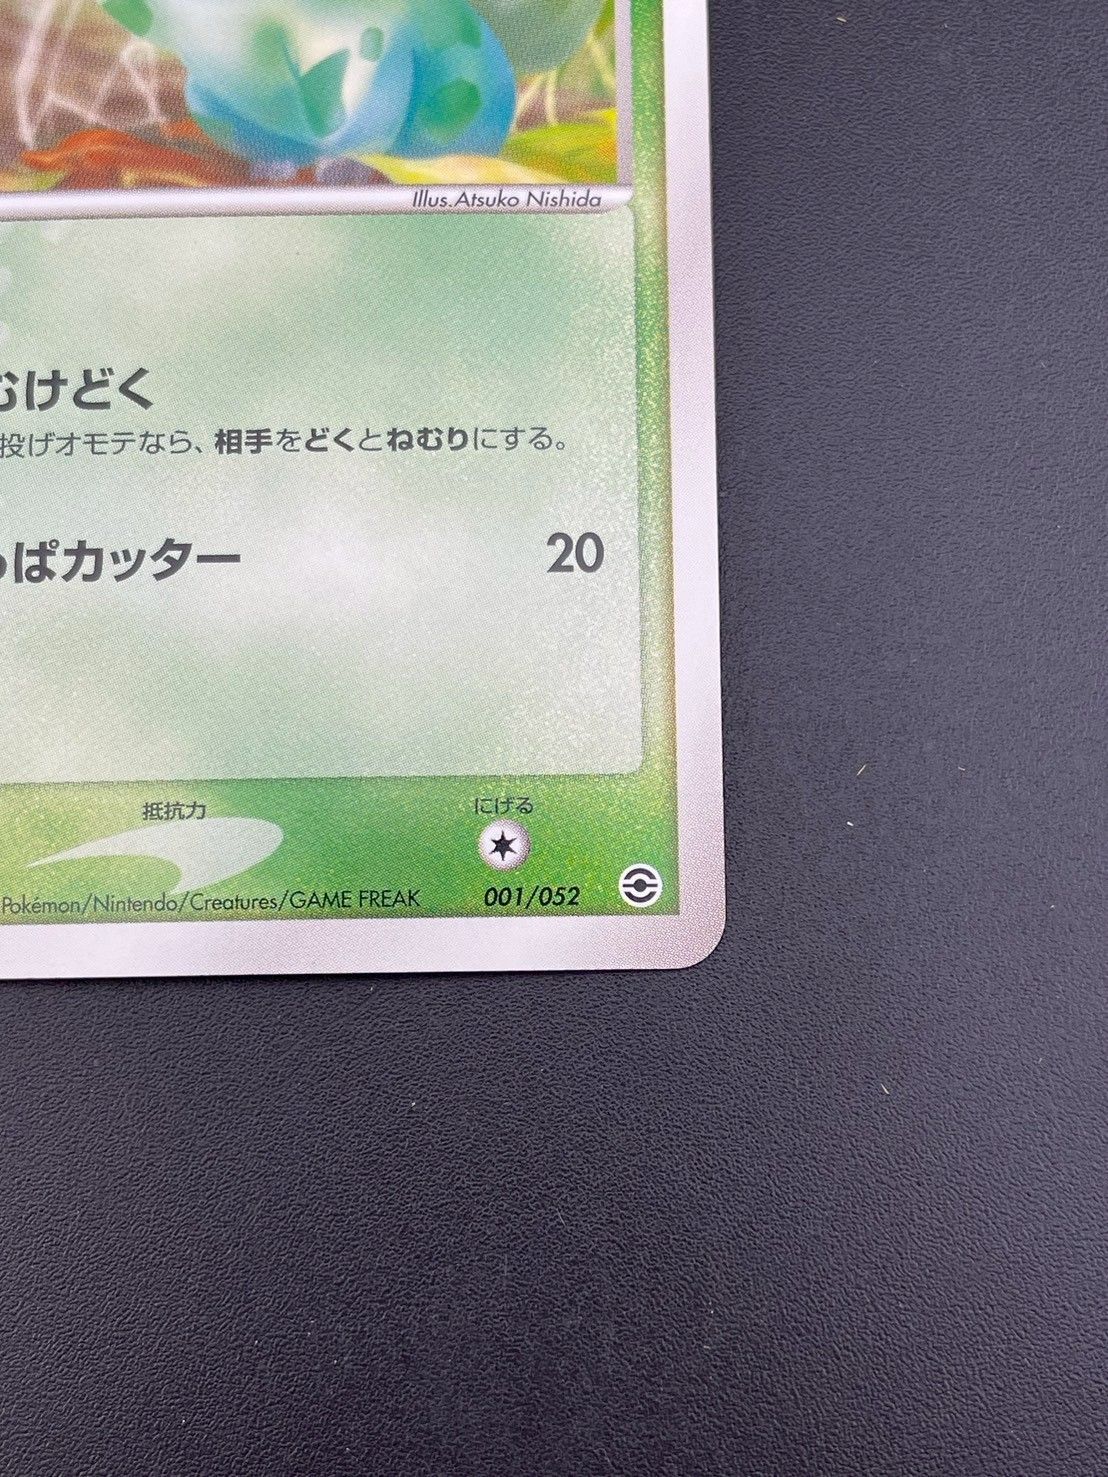 Illus. Atsuko Nishida
むけどく
投げオモテなら、相手をどくとねむりにする。
っぱカッター 20
抵抗力 にげる
Pokémon/Nintendo/Creatures/GAME FREAK 001/052